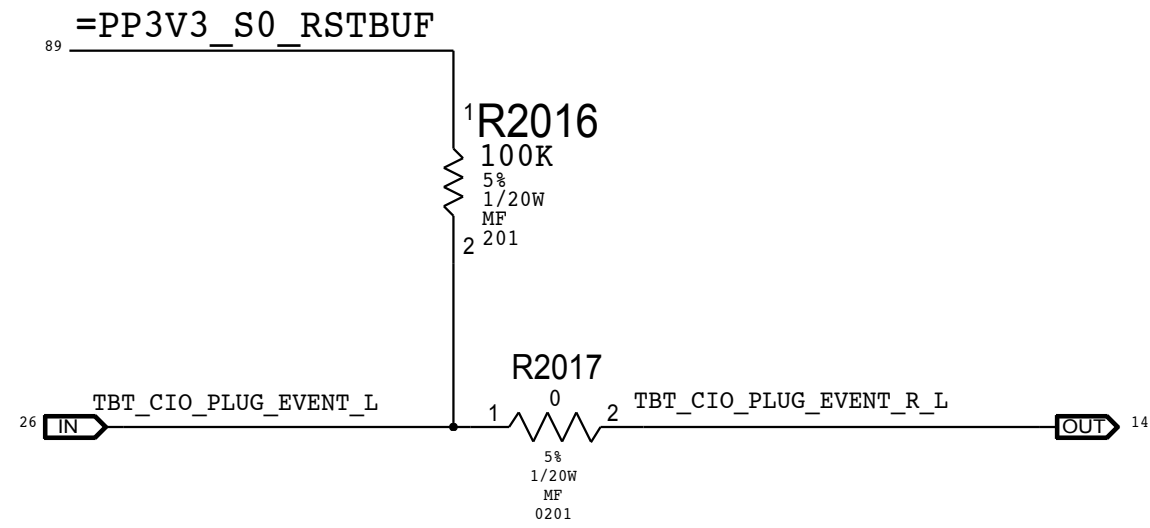 =PP3V3_S0_RSTBUF
89
1
R2016
100K
5%
1/20W
MF
201
2
R2017
0
TBT_CIO_PLUG_EVENT_L
1
2
TBT_CIO_PLUG_EVENT_R_L
26 IN
OUT 14
5%
1/20W
MF
0201